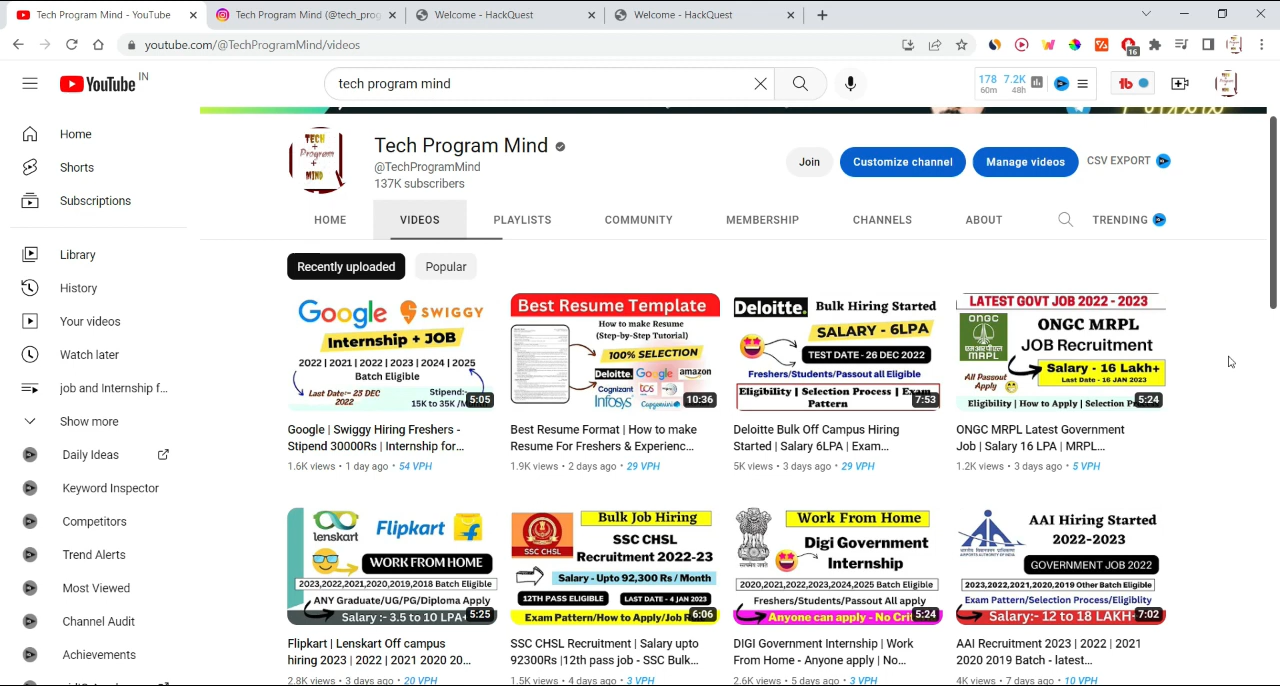 Tech Program Mind - YouTube
Tech Program Mind (@tech_prog
Welcome - HackQuest
Welcome - HackQuest
youtube.com/@TechProgramMind/videos
16
YouTube IN
tech program mind
178 7.2K
60m 48h
Home
Shorts
Subscriptions
Library
History
Your videos
Watch later
job and Internship f...
Show more
Daily Ideas
Keyword Inspector
Competitors
Trend Alerts
Most Viewed
Channel Audit
Achievements
TECH
+
Program
+
MIND
Tech Program Mind
@TechProgramMind
137K subscribers
Join
Customize channel
Manage videos
CSV EXPORT
HOME
VIDEOS
PLAYLISTS
COMMUNITY
MEMBERSHIP
CHANNELS
ABOUT
TRENDING
Recently uploaded
Popular
Google SWIGGY
Internship + JOB
2022 | 2021 | 2022 | 2023 | 2024 | 2025
Batch Eligible
Last Date:- 23 DEC
2022
Stipend:-
15K to 35K /M
5:05
Google | Swiggy Hiring Freshers -
Stipend 30000Rs | Internship for...
1.6K views • 1 day ago • 54 VPH
Best Resume Template
How to make Resume
(Step-by-Step Tutorial)
100% SELECTION
Deloitte. Google amazon
Cognizant tcs
Infosys Capgemini
10:36
Best Resume Format | How to make
Resume For Freshers & Experienc...
1.9K views • 2 days ago • 29 VPH
Deloitte. Bulk Hiring Started
SALARY - 6LPA
TEST DATE - 26 DEC 2022
Freshers/Students/Passout all Eligible
Eligibility | Selection Process | Exam
Pattern
7:53
Deloitte Bulk Off Campus Hiring
Started | Salary 6LPA | Exam...
5K views • 3 days ago • 29 VPH
LATEST GOVT JOB 2022 - 2023
ONGC
MRPL
ONGC MRPL
JOB Recruitment
All Passout
Apply
Salary - 16 Lakh+
Last Date - 16 JAN 2023
Eligibility | How to Apply | Selection P
5:24
ONGC MRPL Latest Government
Job | Salary 16 LPA | MRPL...
1.2K views • 3 days ago • 5 VPH
lenskart Flipkart
WORK FROM HOME
2023,2022,2021,2020,2019,2018 Batch Eligible
ANY Graduate/UG/PG/Diploma Apply
Salary :- 3.5 to 10 LPA+
5:25
Flipkart | Lenskart Off campus
hiring 2023 | 2022 | 2021 2020 20...
2.8K views • 3 days ago • 20 VPH
Bulk Job Hiring
SSC CHSL
SSC CHSL
Recruitment 2022-23
Salary - Upto 92,300 Rs / Month
12TH PASS ELIGIBLE
LAST DATE - 4 JAN 2023
Exam Pattern/How to Apply/Job
6:06
SSC CHSL Recruitment | Salary upto
92300Rs |12th pass job - SSC Bulk...
1.5K views • 4 days ago • 3 VPH
Work From Home
Digi Government
Internship
सत्यमेव जयते
2020,2021,2022,2023,2024,2025 Batch Eligible
Freshers/Students/Passout All apply
Anyone can apply - No Cri
5:24
DIGI Government Internship | Work
From Home - Anyone apply | No...
2.6K views • 5 days ago • 3 VPH
AAI Hiring Started
2022-2023
GOVERNMENT JOB 2022
2023,2022,2021,2020,2019 Other Batch Eligible
Exam Pattern/Selection Process/Eligiblity
Salary:- 12 to 18 LAKH
7:02
AAI Recruitment 2023 | 2022 | 2021
2020 2019 Batch - latest...
4K views • 7 days ago • 10 VPH